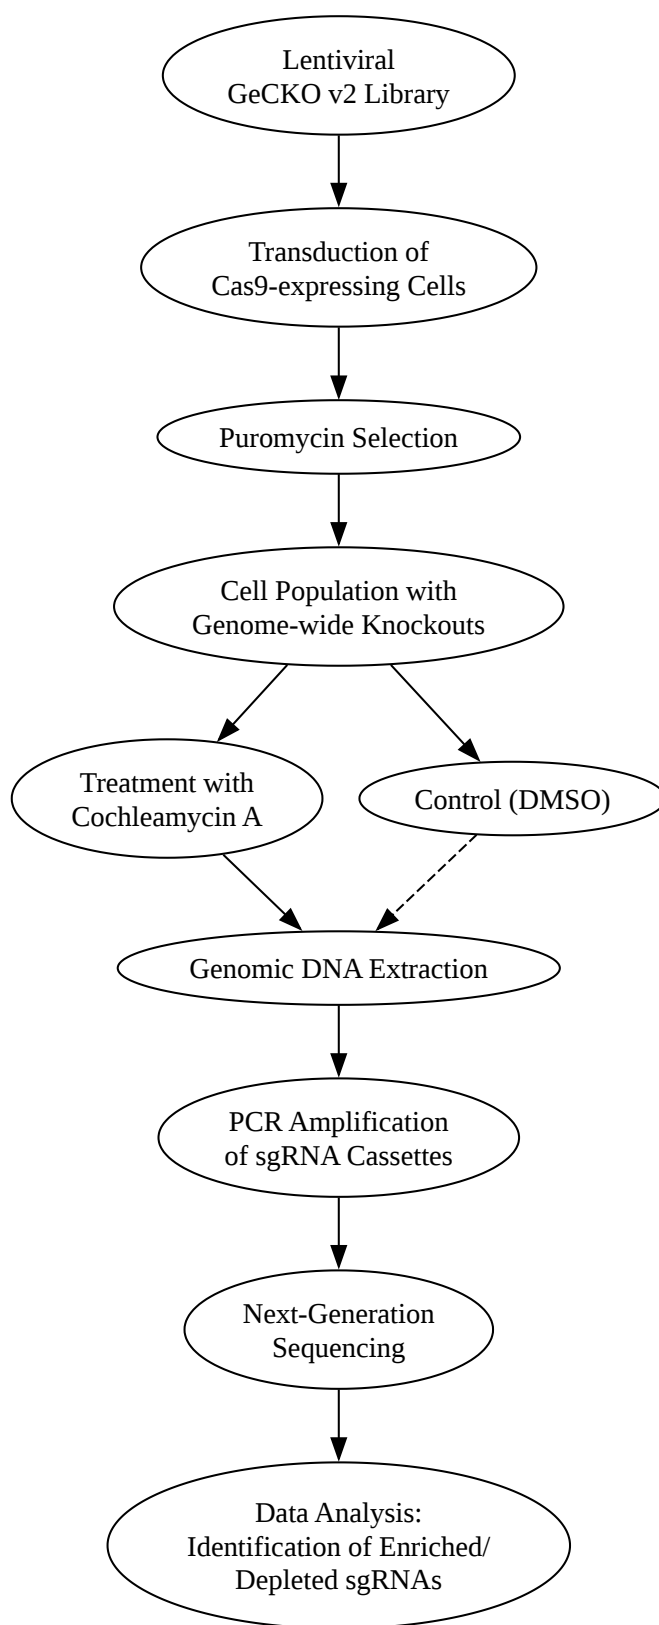 Lentiviral
GeCKO v2 Library
Transduction of
Cas9-expressing Cells
Puromycin Selection
Cell Population with
Genome-wide Knockouts
Treatment with
Cochleamycin A
Control (DMSO)
Genomic DNA Extraction
PCR Amplification
of sgRNA Cassettes
Next-Generation
Sequencing
Data Analysis:
Identification of Enriched/
Depleted sgRNAs